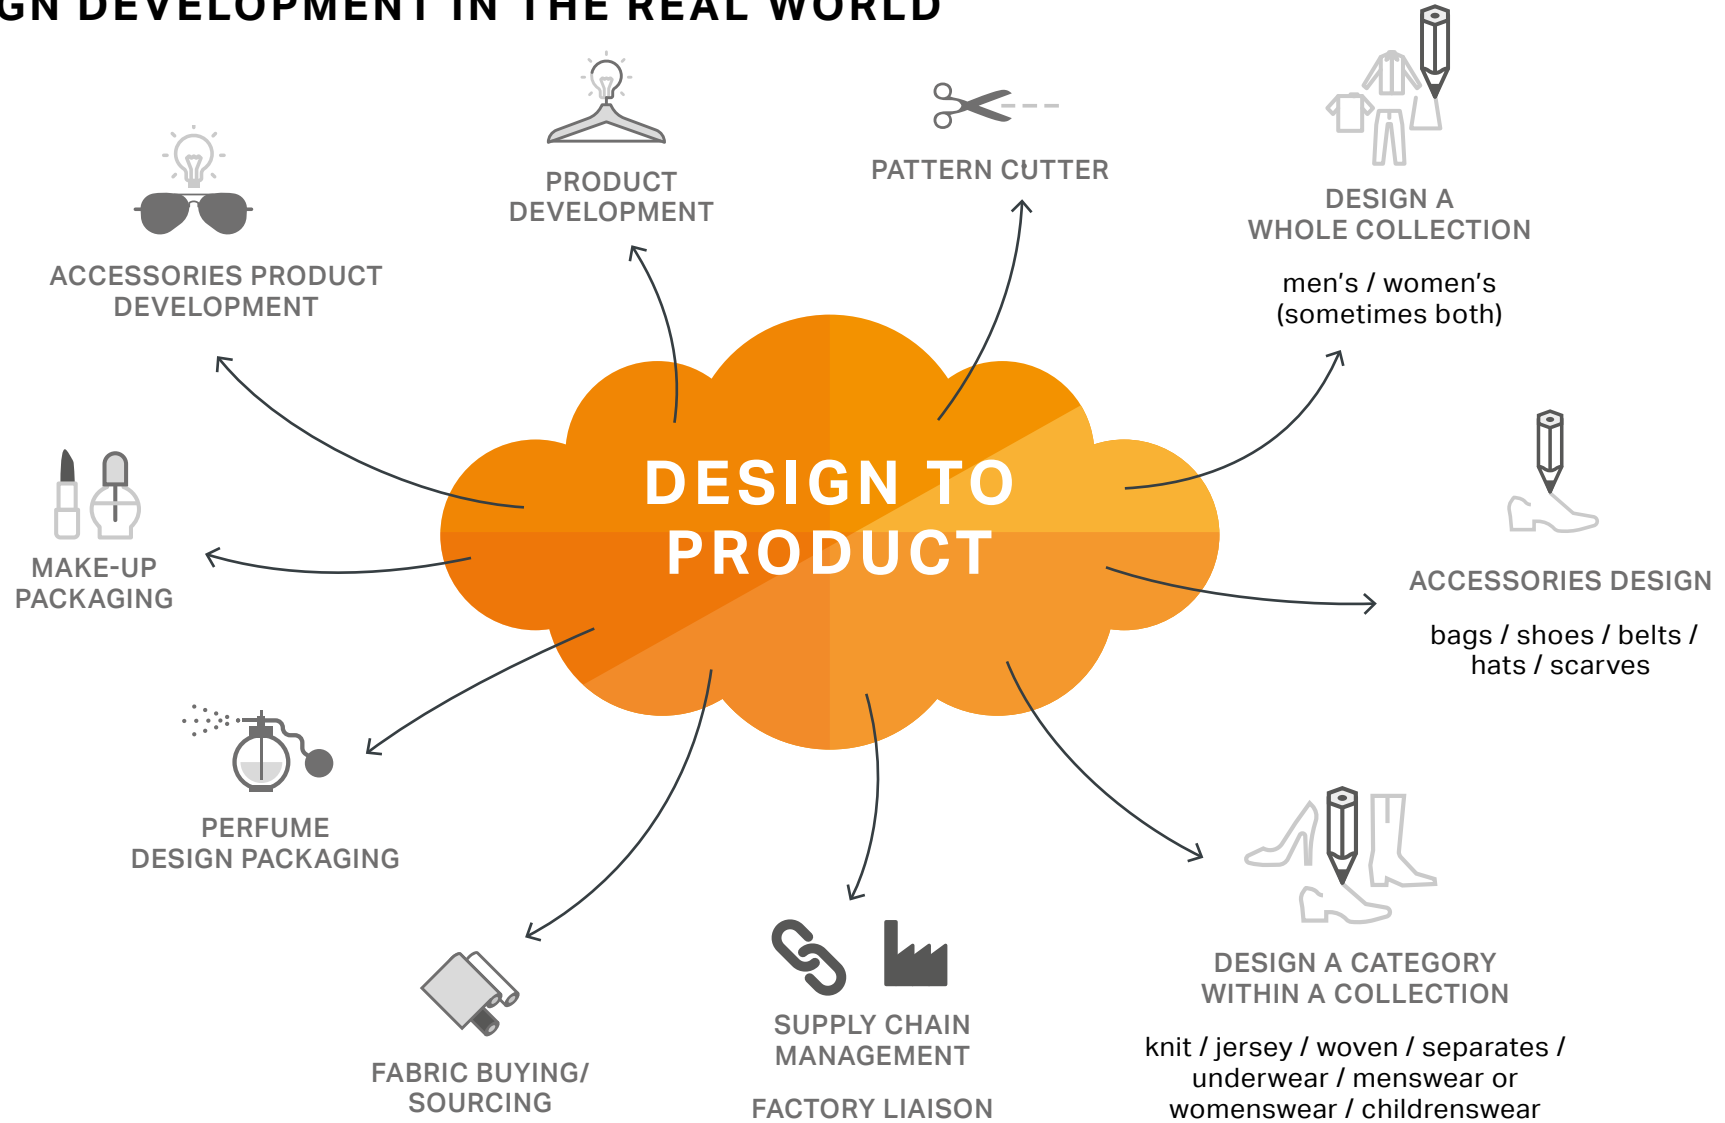 GN DEVELOPMENT IN THE REAL WORLD
PRODUCT
DEVELOPMENT
PATTERN CUTTER
DESIGN A
WHOLE COLLECTION
men's / women's
(sometimes both)
ACCESSORIES PRODUCT
DEVELOPMENT
DESIGN TO
PRODUCT
MAKE-UP
PACKAGING
ACCESSORIES DESIGN
bags / shoes / belts /
hats / scarves
PERFUME
DESIGN PACKAGING
FABRIC BUYING/
SOURCING
SUPPLY CHAIN
MANAGEMENT
FACTORY LIAISON
DESIGN A CATEGORY
WITHIN A COLLECTION
knit / jersey / woven / separates /
underwear / menswear or
womenswear / childrenswear